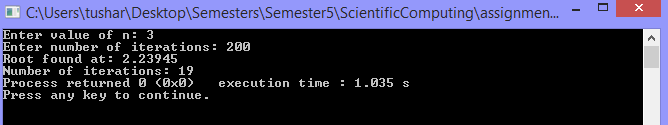 C:\Users\tushar\Desktop\Semesters\Semester5\ScientificComputing\assignmen...
Enter value of n: 3
Enter number of iterations: 200
Root found at: 2.23945
Number of iterations: 19
Process returned 0 (0x0)   execution time : 1.035 s
Press any key to continue.